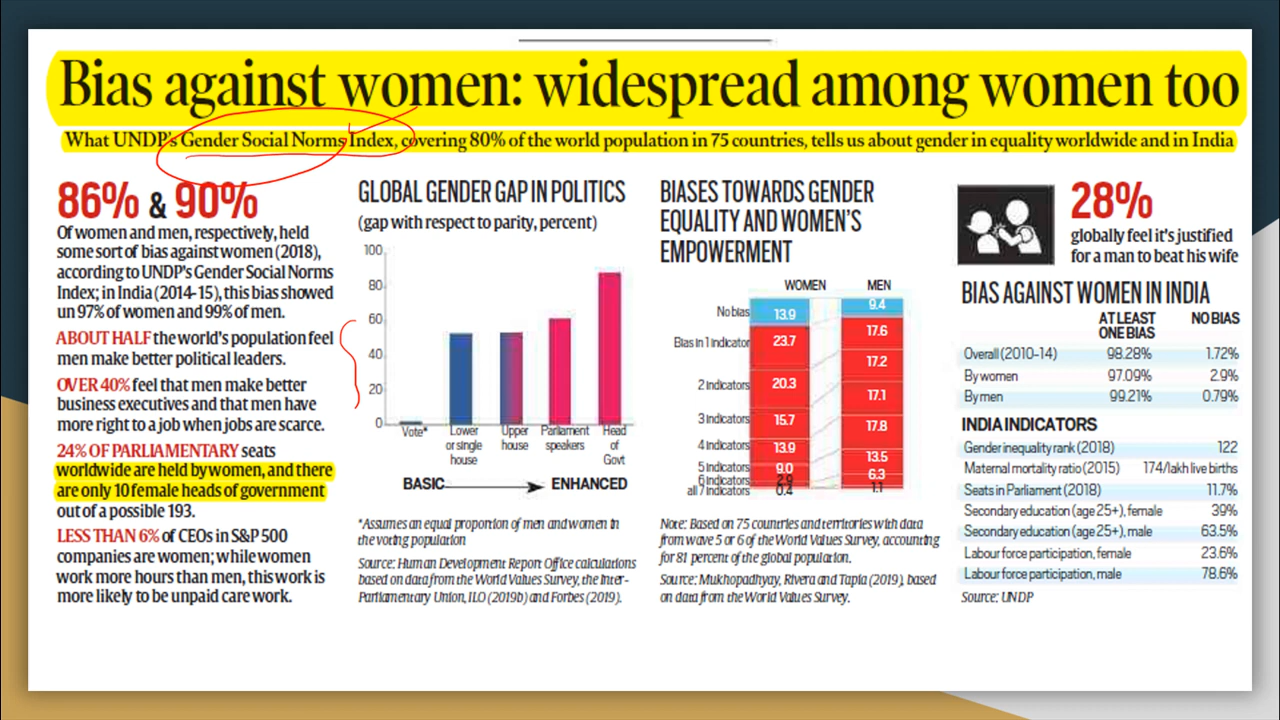 Bias against women: widespread among women too
What UNDP's Gender Social Norms Index, covering 80% of the world population in 75 countries, tells us about gender in equality worldwide and in India
86% & 90%
Of women and men, respectively, held
some sort of bias against women (2018),
according to UNDP's Gender Social Norms
Index; in India (2014-15), this bias showed
un 97% of women and 99% of men.
ABOUT HALF the world's population feel
men make better political leaders.
OVER 40% feel that men make better
business executives and that men have
more right to a job when jobs are scarce.
24% OF PARLIAMENTARY seats
worldwide are held by women, and there
are only 10 female heads of government
out of a possible 193.
LESS THAN 6% of CEOs in S&P 500
companies are women; while women
work more hours than men, this work is
more likely to be unpaid care work.
GLOBAL GENDER GAP IN POLITICS
(gap with respect to parity, percent)
100
80
60
40
20
0
Vote*
Lower
or single
house
Upper
house
Parliament
speakers
Head
of
Govt
BASIC ENHANCED
*Assumes an equal proportion of men and women in
the voting population
Source: Human Development Report Office calculations
based on data from the World Values Survey, the Inter-
Parliamentary Union, ILO (2019b) and Forbes (2019).
BIASES TOWARDS GENDER
EQUALITY AND WOMEN'S
EMPOWERMENT
WOMEN MEN
No bias 13.9 9.4
Bias in 1 indicator 23.7 17.6
2 indicators 20.3 17.2
3 indicators 15.7 17.1
4 indicators 13.9 17.8
5 indicators 9.0 13.5
6 indicators 2.9 6.3
all 7 indicators 0.4 1.1
Note: Based on 75 countries and territories with data
from wave 5 or 6 of the World Values Survey, accounting
for 81 percent of the global population.
Source: Mukhopadhyay, Rivera and Tapia (2019), based
on data from the World Values Survey.
28%
globally feel it's justified
for a man to beat his wife
BIAS AGAINST WOMEN IN INDIA
AT LEAST
ONE BIAS NO BIAS
Overall (2010-14) 98.28% 1.72%
By women 97.09% 2.9%
By men 99.21% 0.79%
INDIA INDICATORS
Gender inequality rank (2018) 122
Maternal mortality ratio (2015) 174/lakh live births
Seats in Parliament (2018) 11.7%
Secondary education (age 25+), female 39%
Secondary education (age 25+), male 63.5%
Labour force participation, female 23.6%
Labour force participation, male 78.6%
Source: UNDP